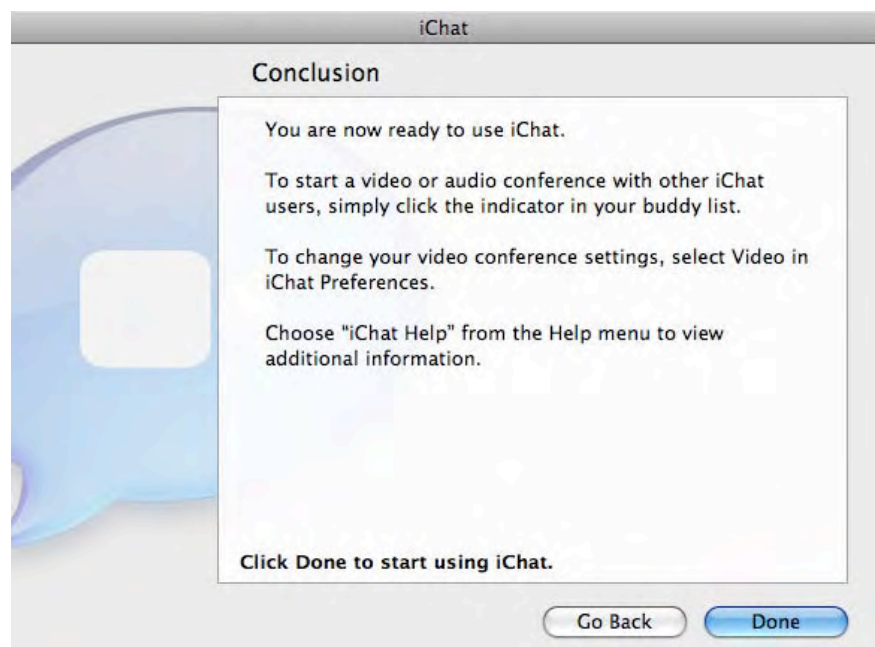 iChat
Conclusion
You are now ready to use iChat.
To start a video or audio conference with other iChat
users, simply click the indicator in your buddy list.
To change your video conference settings, select Video in
iChat Preferences.
Choose “iChat Help” from the Help menu to view
additional information.
Click Done to start using iChat.
Go Back
Done